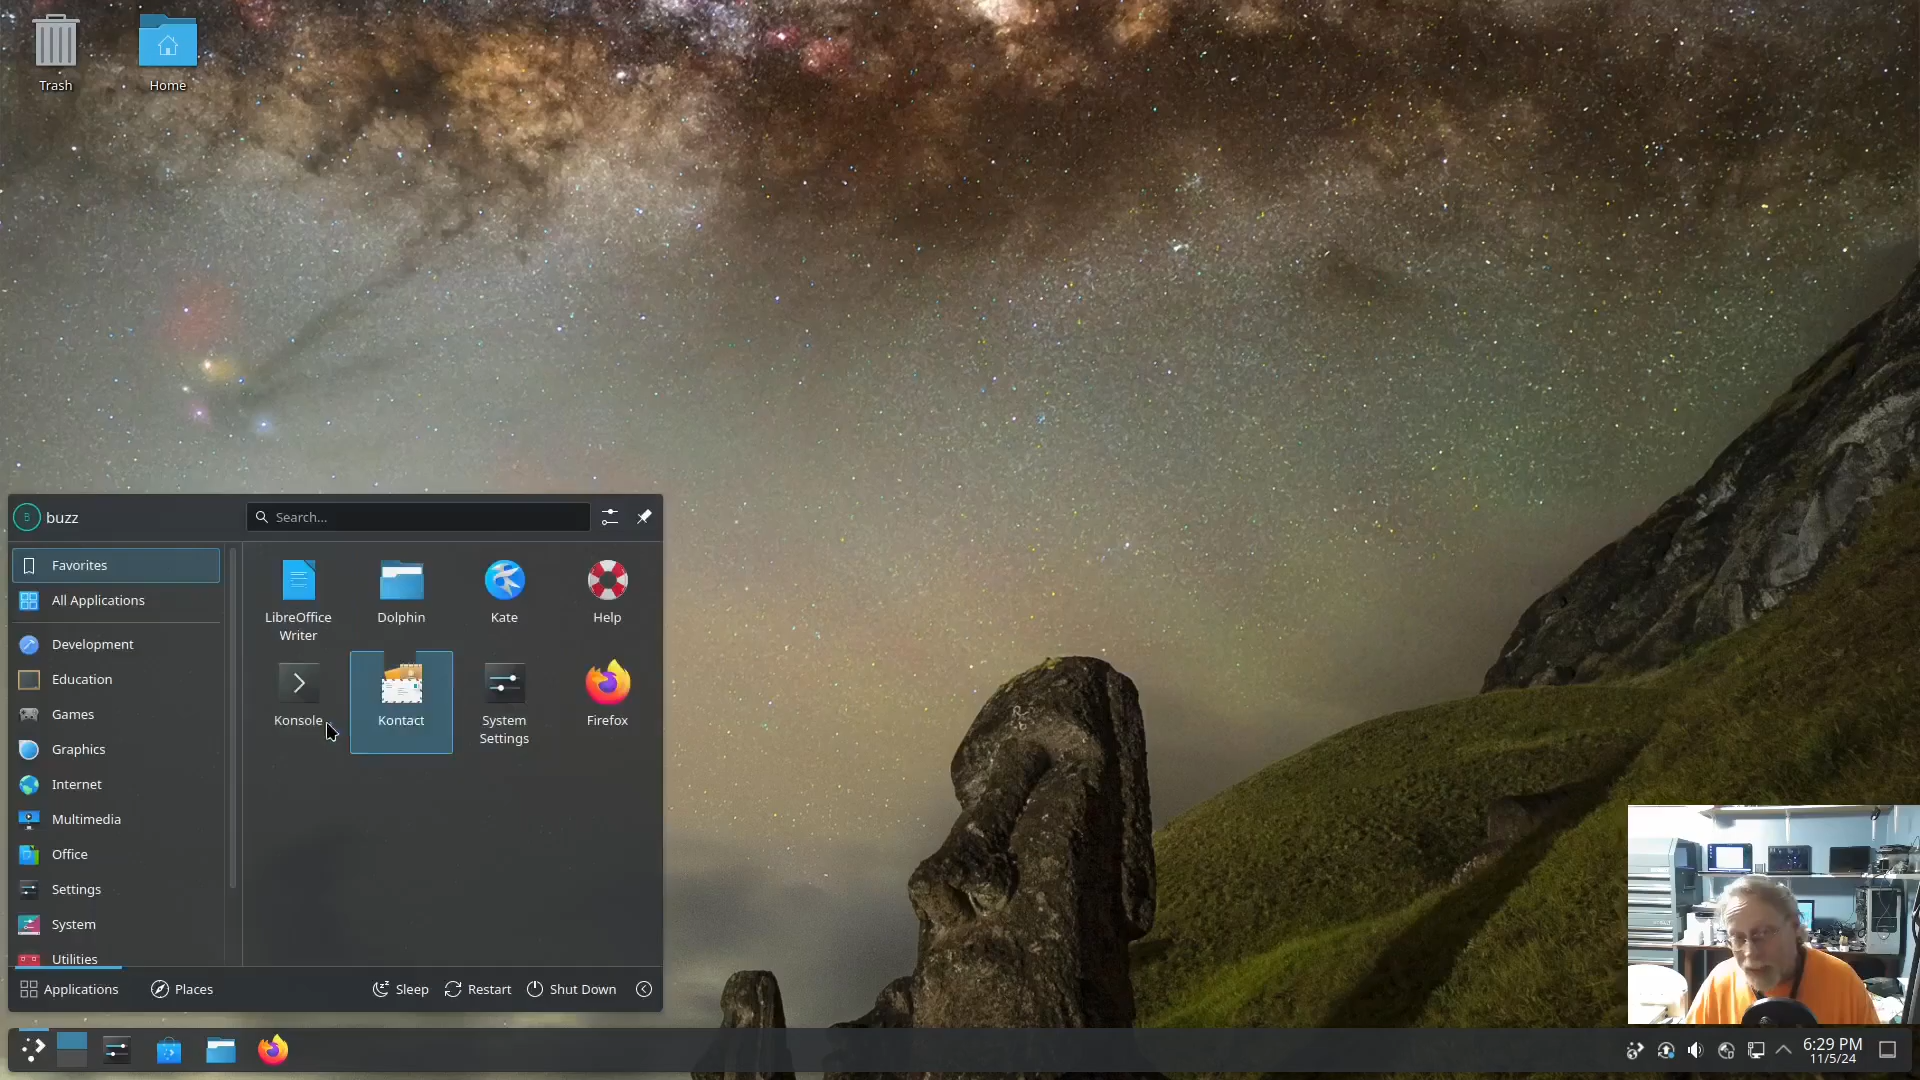 Trash
Home
buzz
Search...
Favorites
All Applications
Development
Education
Games
Graphics
Internet
Multimedia
Office
Settings
System
Utilities
LibreOffice
Writer
Dolphin
Kate
Help
Konsole
Kontact
System
Settings
Firefox
Applications
Places
Sleep
Restart
Shut Down
6:29 PM
11/5/24